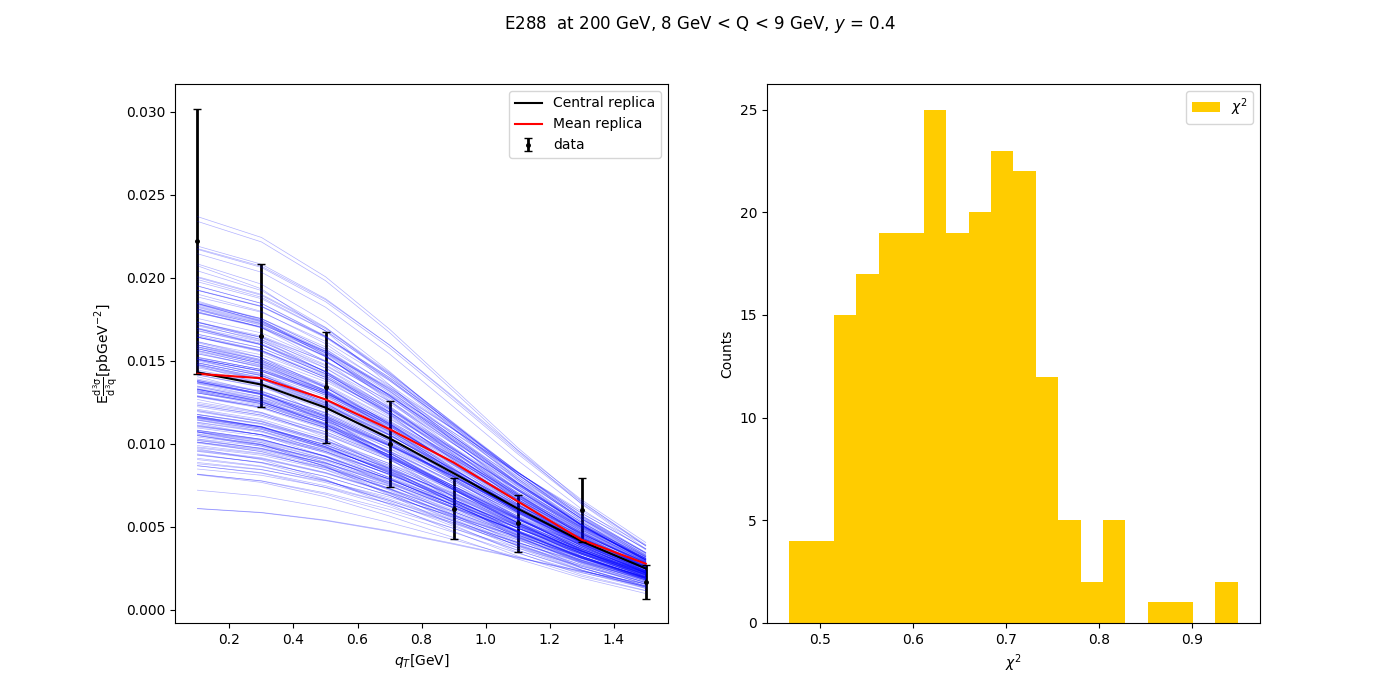 E288 at 200 GeV, 8 GeV < Q < 9 GeV, y = 0.4
Central replica
Mean replica
data
0.030
0.025
0.020
0.015
0.010
0.005
0.000
E d³σ/d³q [pbGeV⁻²]
0.2 0.4 0.6 0.8 1.0 1.2 1.4
q_T[GeV]
χ²
25
20
15
10
5
0
Counts
0.5 0.6 0.7 0.8 0.9
χ²